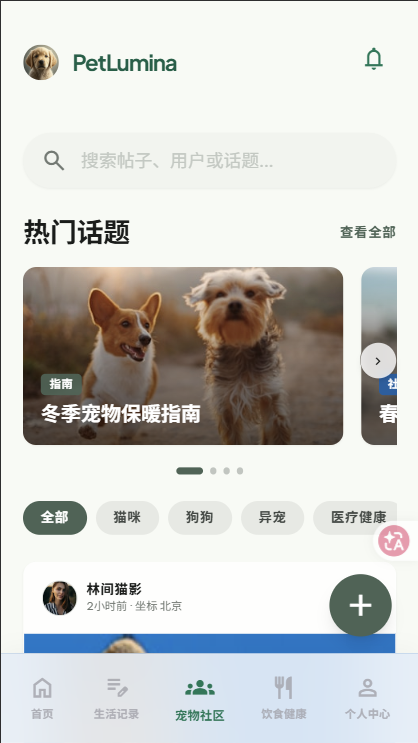 PetLumina
搜索帖子、用户或话题...
热门话题
查看全部
指南
冬季宠物保暖指南
社
春
全部
猫咪
狗狗
异宠
医疗健康
林间猫影
2小时前 · 坐标 北京
首页
生活记录
宠物社区
饮食健康
个人中心